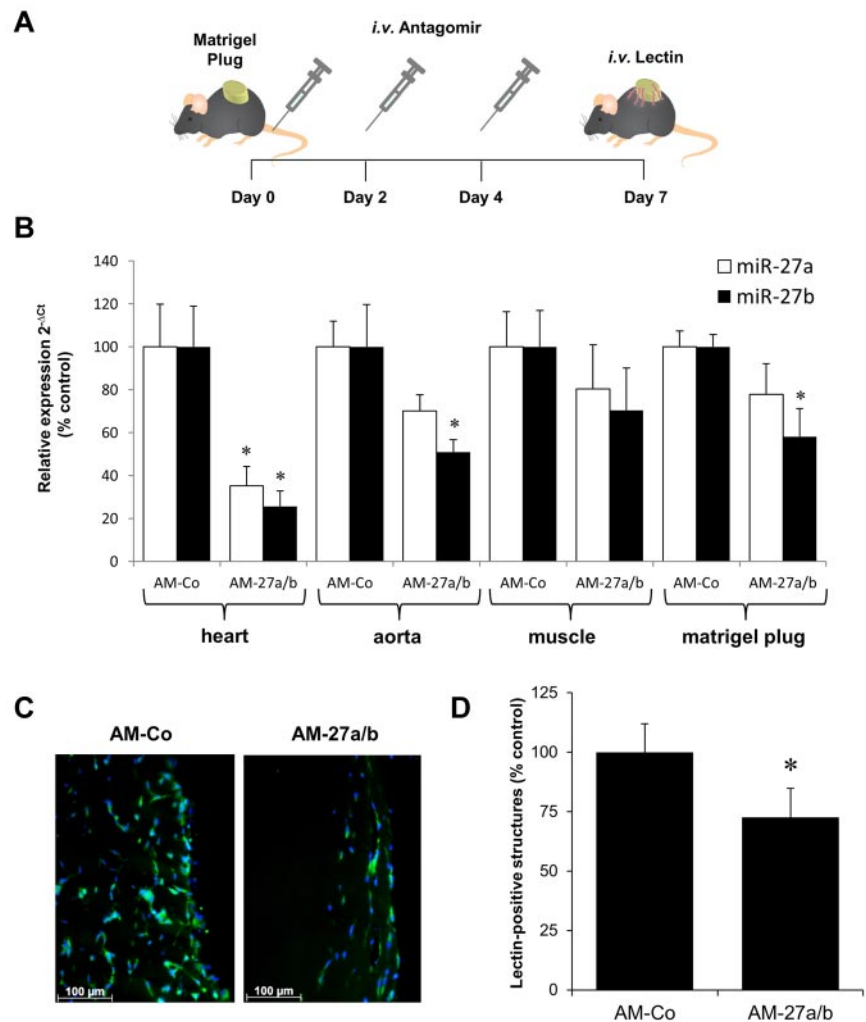 A
Matrigel
Plug
i.v. Antagomir
i.v. Lectin
Day 0
Day 2
Day 4
Day 7
B
Relative expression 2^-ΔCt
(% control)
140
120
100
80
60
40
20
0
miR-27a
miR-27b
* * * *
AM-Co AM-27a/b AM-Co AM-27a/b AM-Co AM-27a/b AM-Co AM-27a/b
heart aorta muscle matrigel plug
C
AM-Co AM-27a/b
100 µm 100 µm
D
Lectin-positive structures (% control)
125
100
75
50
25
0
*
AM-Co AM-27a/b